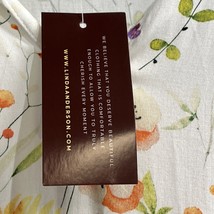 WE BELIEVE THAT YOU DESERVE BEAUTIFUL
CLOTHING THAT IS COMFORTABLE
ENOUGH TO ALLOW YOU TO TRULY
CHERISH EVERY MOMENT
WWW.LINDAANDERSON.COM